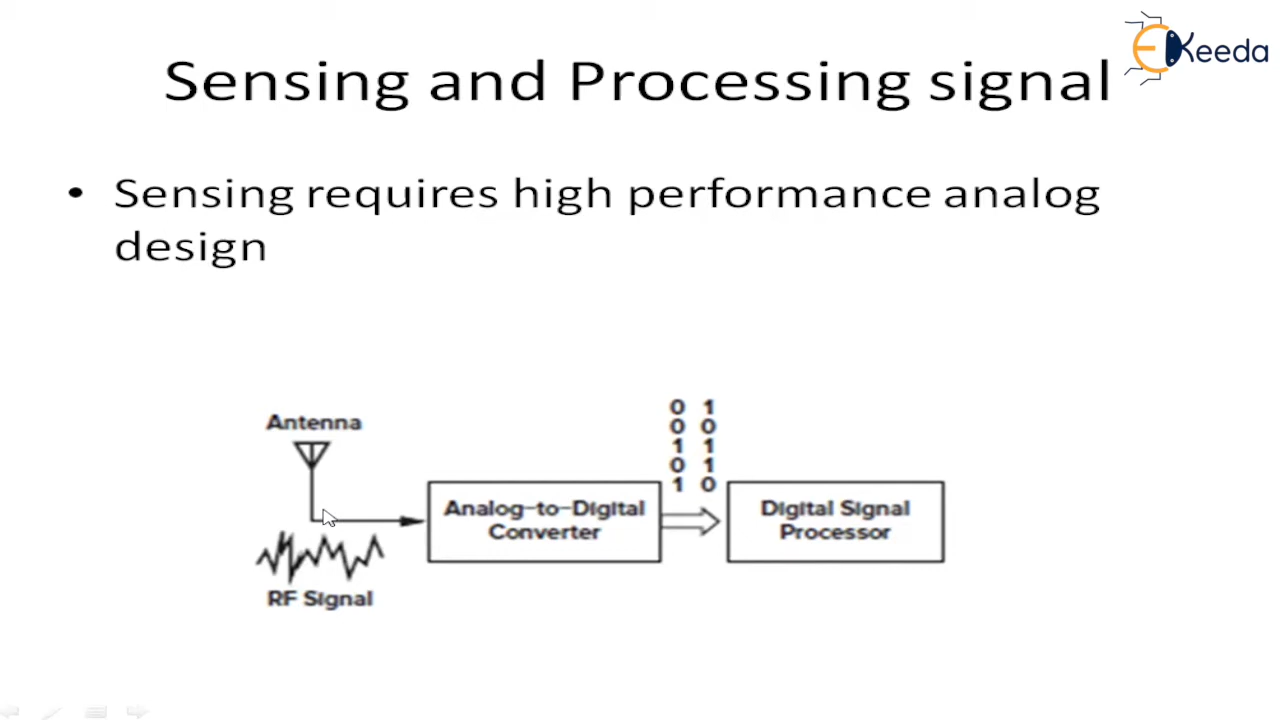 EKeeda
Sensing and Processing signal
• Sensing requires high performance analog
design
Antenna
0 1
0 0
1 1
0 1
1 0
Analog-to-Digital
Converter
Digital Signal
Processor
RF Signal